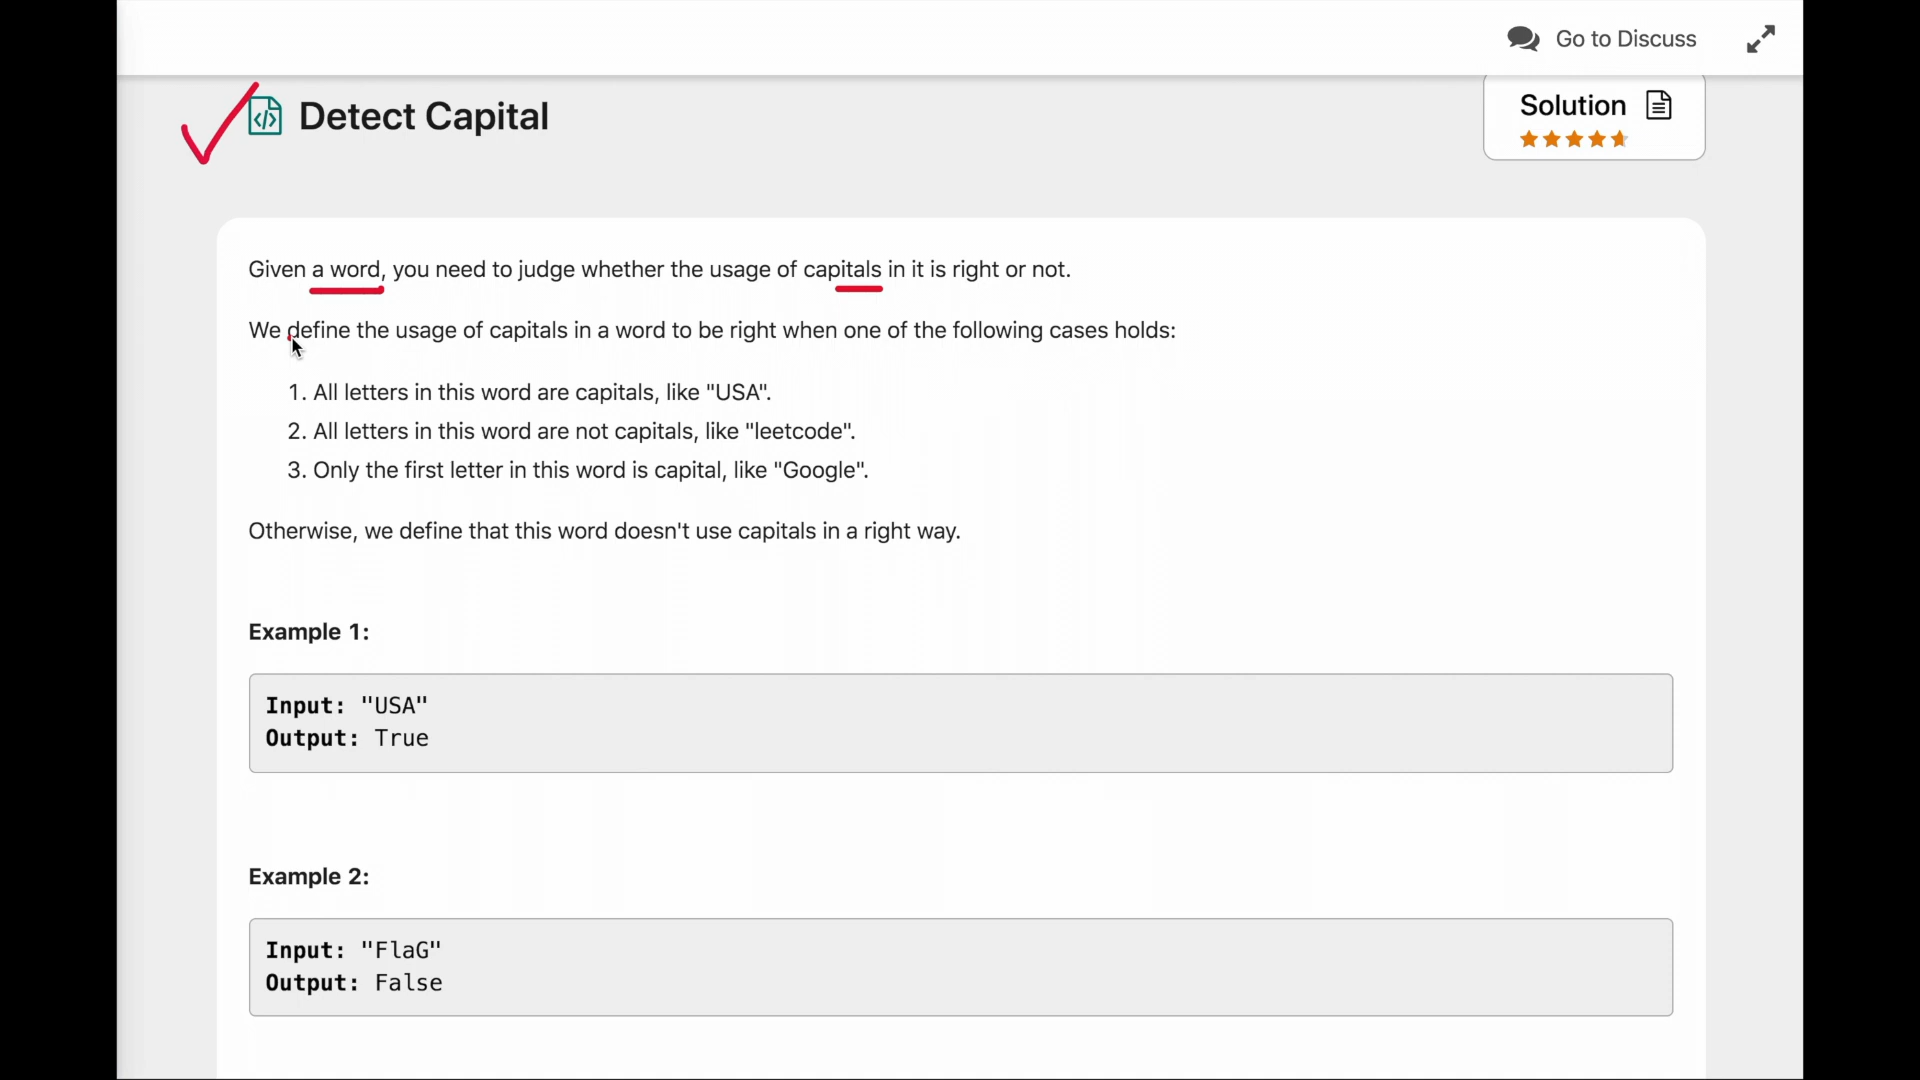 Go to Discuss
Detect Capital
Solution
Given a word, you need to judge whether the usage of capitals in it is right or not.
We define the usage of capitals in a word to be right when one of the following cases holds:
1. All letters in this word are capitals, like "USA".
2. All letters in this word are not capitals, like "leetcode".
3. Only the first letter in this word is capital, like "Google".
Otherwise, we define that this word doesn't use capitals in a right way.
Example 1:
Input: "USA"
Output: True
Example 2:
Input: "FlaG"
Output: False